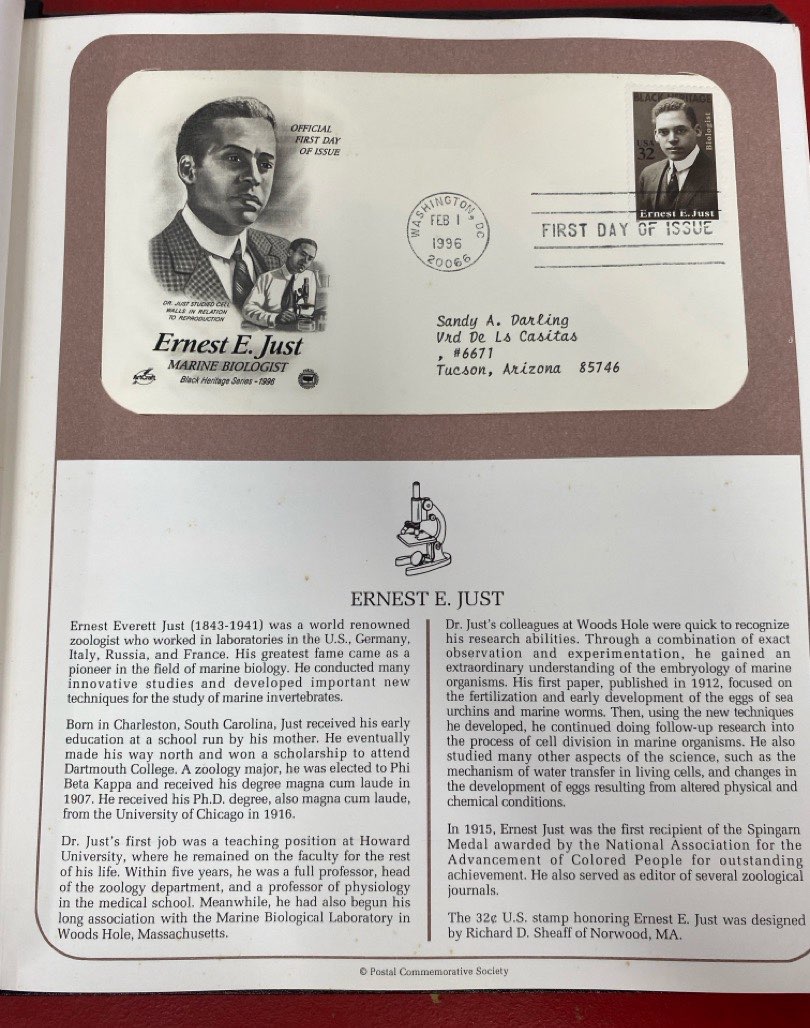 OFFICIAL
FIRST DAY
OF ISSUE
DR. JUST STUDIED CELL
WALLS IN RELATION
TO REPRODUCTION
Ernest E. Just
MARINE BIOLOGIST
Black Heritage Series - 1996
ArtCraft
WASHINGTON, DC
FEB 1
1996
20066
BLACK HERITAGE
Biologist
USA
32
Ernest E. Just
FIRST DAY OF ISSUE
Sandy A. Darling
Vrd De Ls Casitas
, #6671
Tucson, Arizona 85746
ERNEST E. JUST
Ernest Everett Just (1843-1941) was a world renowned
zoologist who worked in laboratories in the U.S., Germany,
Italy, Russia, and France. His greatest fame came as a
pioneer in the field of marine biology. He conducted many
innovative studies and developed important new
techniques for the study of marine invertebrates.
Born in Charleston, South Carolina, Just received his early
education at a school run by his mother. He eventually
made his way north and won a scholarship to attend
Dartmouth College. A zoology major, he was elected to Phi
Beta Kappa and received his degree magna cum laude in
1907. He received his Ph.D. degree, also magna cum laude,
from the University of Chicago in 1916.
Dr. Just's first job was a teaching position at Howard
University, where he remained on the faculty for the rest
of his life. Within five years, he was a full professor, head
of the zoology department, and a professor of physiology
in the medical school. Meanwhile, he had also begun his
long association with the Marine Biological Laboratory in
Woods Hole, Massachusetts.
Dr. Just's colleagues at Woods Hole were quick to recognize
his research abilities. Through a combination of exact
observation and experimentation, he gained an
extraordinary understanding of the embryology of marine
organisms. His first paper, published in 1912, focused on
the fertilization and early development of the eggs of sea
urchins and marine worms. Then, using the new techniques
he developed, he continued doing follow-up research into
the process of cell division in marine organisms. He also
studied many other aspects of the science, such as the
mechanism of water transfer in living cells, and changes in
the development of eggs resulting from altered physical and
chemical conditions.
In 1915, Ernest Just was the first recipient of the Spingarn
Medal awarded by the National Association for the
Advancement of Colored People for outstanding
achievement. He also served as editor of several zoological
journals.
The 32¢ U.S. stamp honoring Ernest E. Just was designed
by Richard D. Sheaff of Norwood, MA.
© Postal Commemorative Society